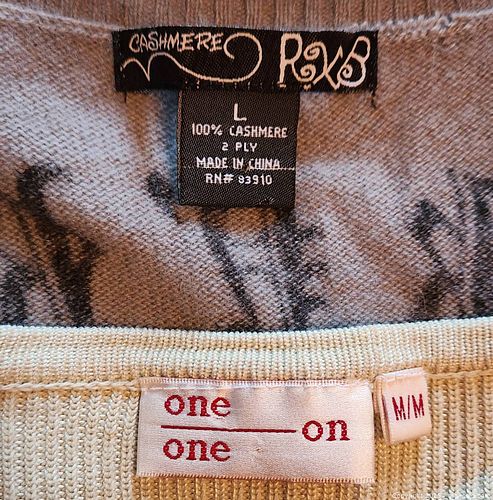 CASHMERE RXB
L
100% CASHMERE
2 PLY
MADE IN CHINA
RN# 83910
one
on
one
M/M